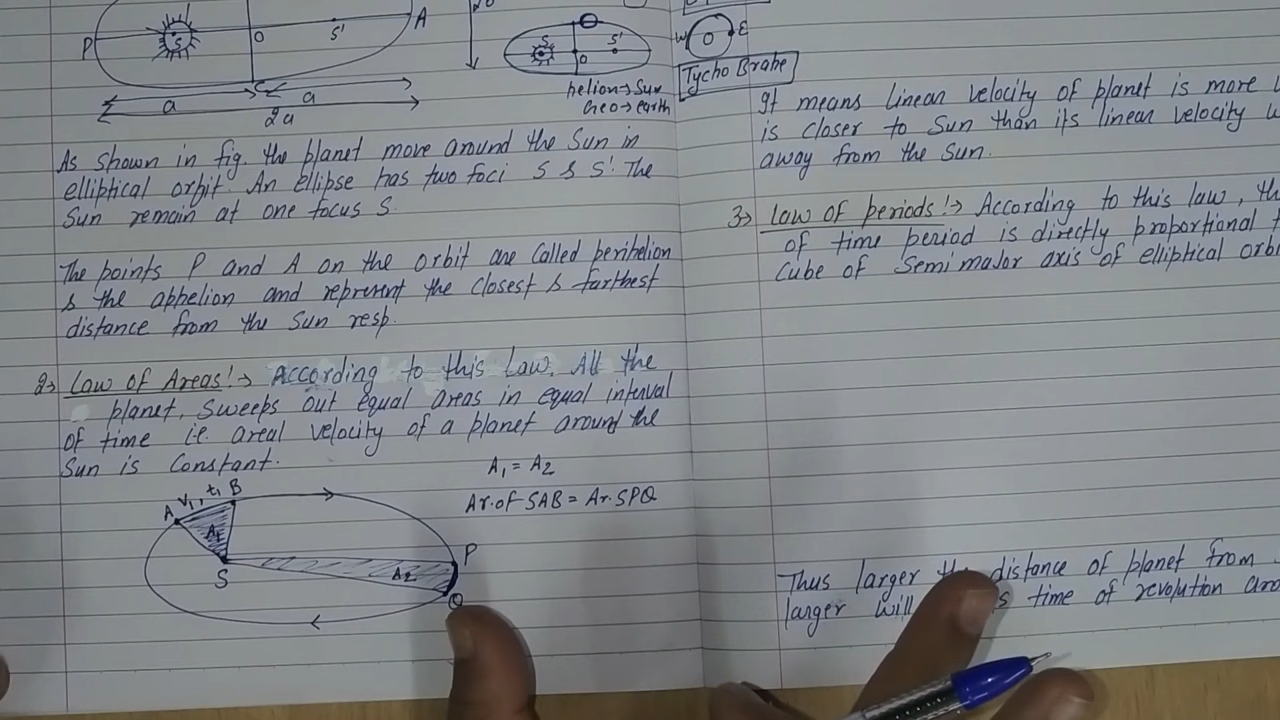 P
S
O
S'
A
C
a
a
2a
S
S'
O
helion → Sun
Geo → earth
As shown in fig. the planet move around the Sun in
elliptical orbit. An ellipse has two foci S & S'. The
Sun remain at one focus S.
The points P and A on the orbit are called perihelion
& the aphelion and represent the closest & farthest
distance from the Sun resp.
2→ Law of Areas!→ According to this Law, All the
planet, sweeps out equal areas in equal interval
of time i.e. areal velocity of a planet around the
Sun is constant.
A₁ = A₂
Ar. of SAB = Ar. SPQ
A
V₁, t₁
B
A₁
S
P
A₂
Q
W
E
Tycho Brahe
It means linear velocity of planet is more
is closer to Sun than its linear velocity
away from the Sun.
3→ Law of periods!→ According to this law, th
of time period is directly proportional t
cube of Semi major axis of elliptical orbi
Thus larger the distance of planet from
larger will time of revolution aro